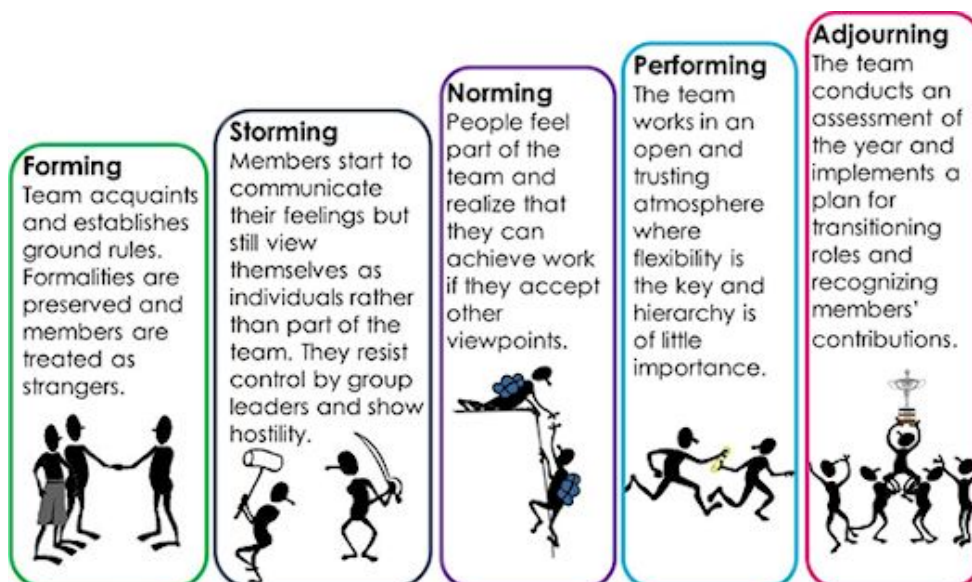 Forming
Team acquaints
and establishes
ground rules.
Formalities are
preserved and
members are
treated as
strangers.
Storming
Members start to
communicate
their feelings but
still view
themselves as
individuals rather
than part of the
team. They resist
control by group
leaders and show
hostility.
Norming
People feel
part of the
team and
realize that
they can
achieve work
if they accept
other
viewpoints.
Performing
The team
works in an
open and
trusting
atmosphere
where
flexibility is
the key and
hierarchy is
of little
importance.
Adjourning
The team
conducts an
assessment of
the year and
implements a
plan for
transitioning
roles and
recognizing
members'
contributions.